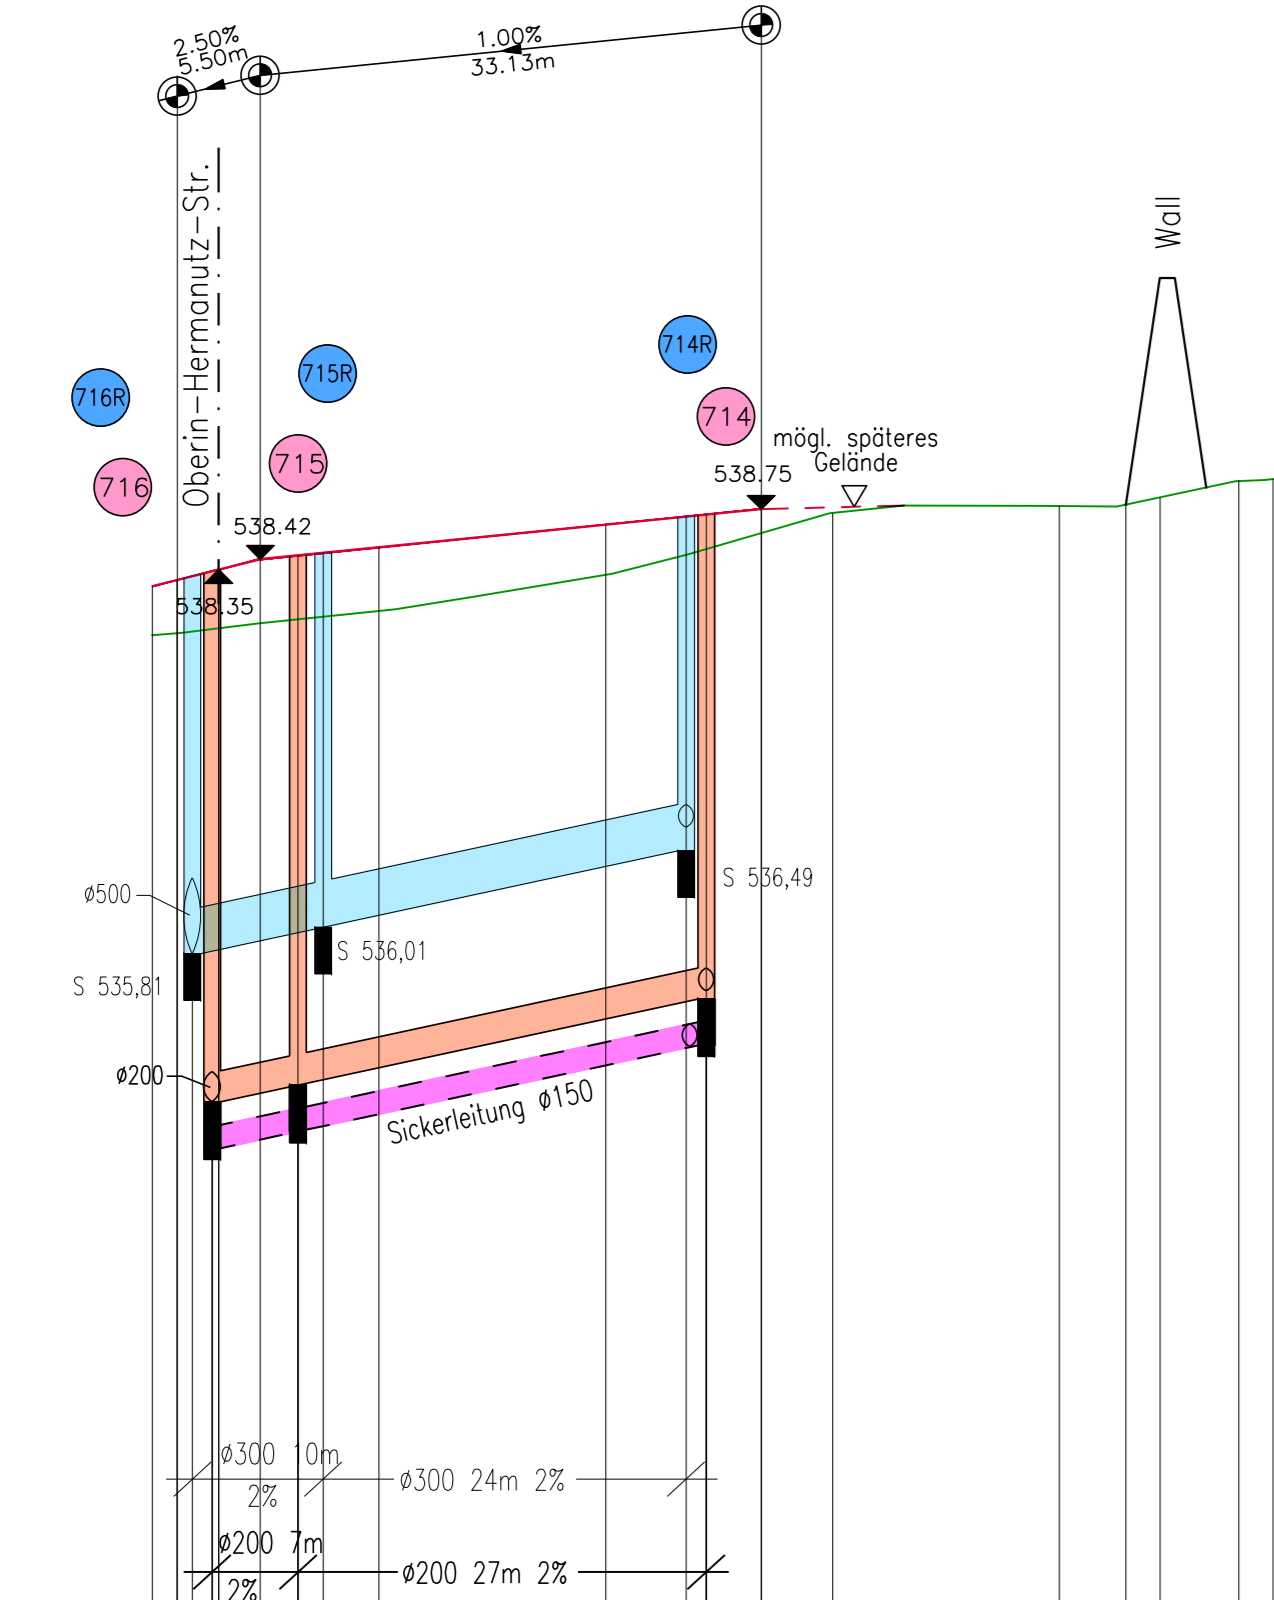 2.50%
5.50m
1.00%
33.13m
Oberin-Hermanutz-Str.
Wall
716R
715R
714R
716
715
714
mögl. späteres
Gelände
538.75
538.42
538.35
ø500
S 536,49
S 536,01
S 535,81
ø200
Sickerleitung ø150
ø300 10m
2%
ø300 24m 2%
ø200 7m
2%
ø200 27m 2%